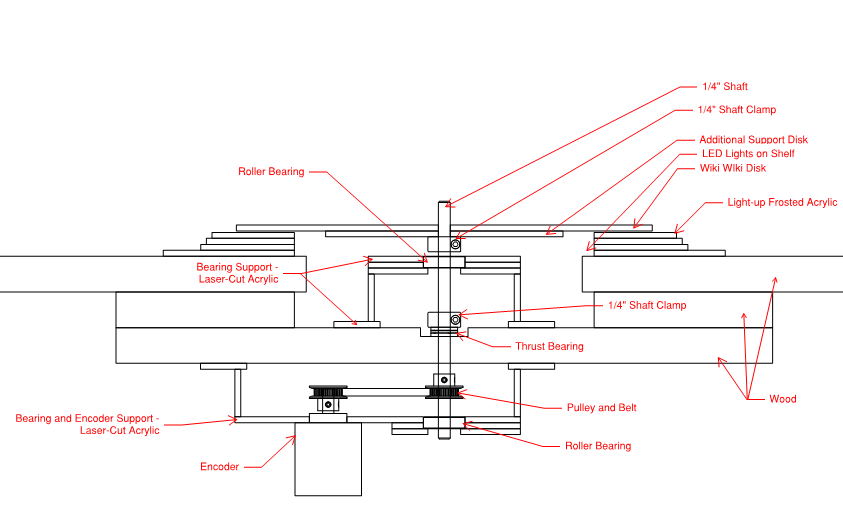 1/4" Shaft
1/4" Shaft Clamp
Additional Support Disk
LED Lights on Shelf
Wiki WIki Disk
Roller Bearing
Light-up Frosted Acrylic
Bearing Support -
Laser-Cut Acrylic
1/4" Shaft Clamp
Thrust Bearing
Wood
Pulley and Belt
Bearing and Encoder Support -
Laser-Cut Acrylic
Roller Bearing
Encoder